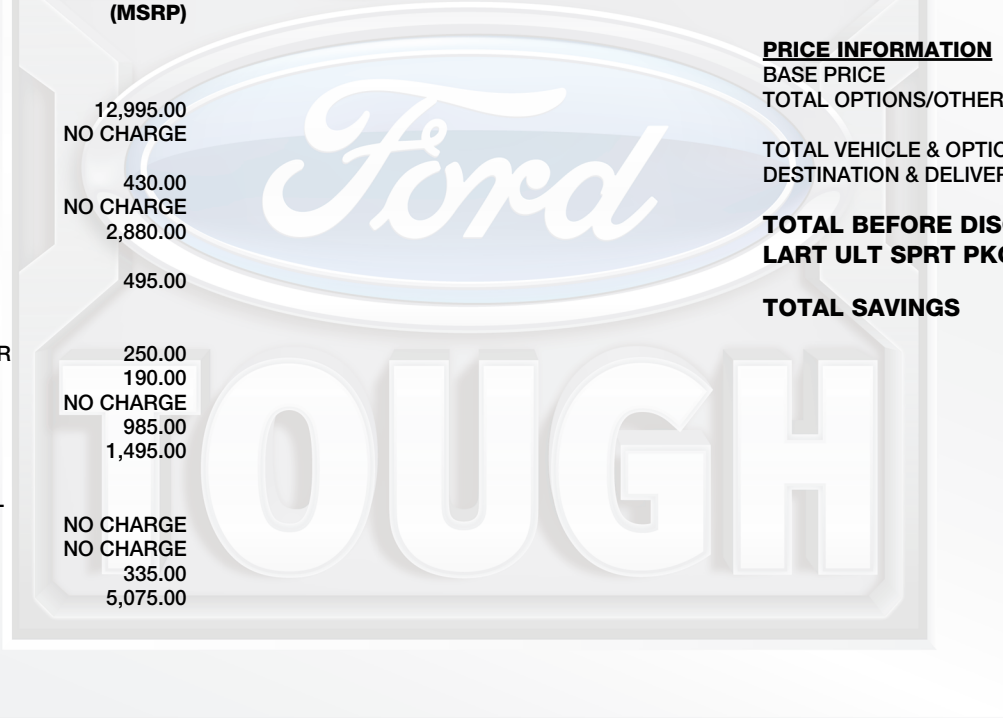 (MSRP)
12,995.00
NO CHARGE
430.00
NO CHARGE
2,880.00
495.00
R 250.00
190.00
NO CHARGE
985.00
1,495.00
NO CHARGE
NO CHARGE
335.00
5,075.00
PRICE INFORMATION
BASE PRICE
TOTAL OPTIONS/OTHER
TOTAL VEHICLE & OPTIO
DESTINATION & DELIVER
TOTAL BEFORE DISC
LART ULT SPRT PKG
TOTAL SAVINGS
Ford
TOUGH